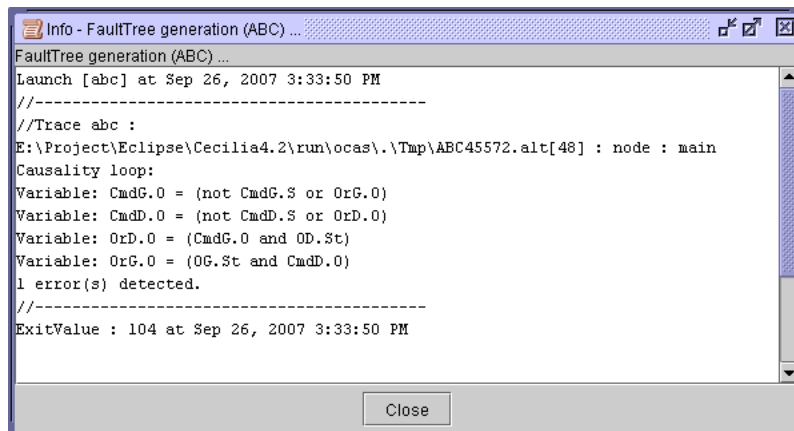 Info - FaultTree generation (ABC) ...
FaultTree generation (ABC) ...
Launch [abc] at Sep 26, 2007 3:33:50 PM
//------------------------------------------
//Trace abc :
E:\Project\Eclipse\Cecilia4.2\run\ocas\.\Tmp\ABC45572.alt[48] : node : main
Causality loop:
Variable: CmdG.O = (not CmdG.S or OrG.O)
Variable: CmdD.O = (not CmdD.S or OrD.O)
Variable: OrD.O = (CmdG.O and OD.St)
Variable: OrG.O = (OG.St and CmdD.O)
1 error(s) detected.
//------------------------------------------
ExitValue : 104 at Sep 26, 2007 3:33:50 PM
Close